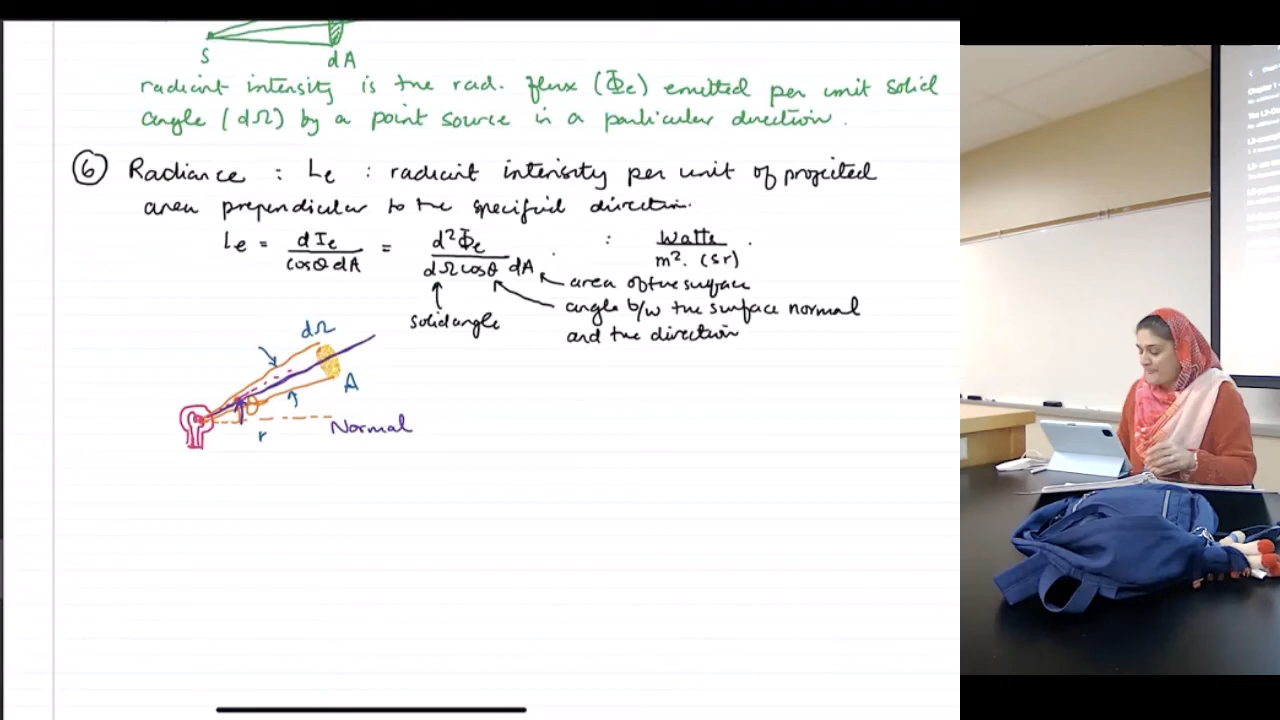 S
dA
radiant intensity is the rad. flux (Φe) emitted per unit solid
angle (dΩ) by a point source in a particular direction.
⑥ Radiance : Le : radiant intensity per unit of projected
area prependicular to the specified direction.
Le = dIe / cosθ dA = d²Φe / dΩ cosθ dA : Watts / m². (sr) .
area of the surface
solid angle
angle b/w the surface normal
and the direction
dΩ
A
θ
Normal
r